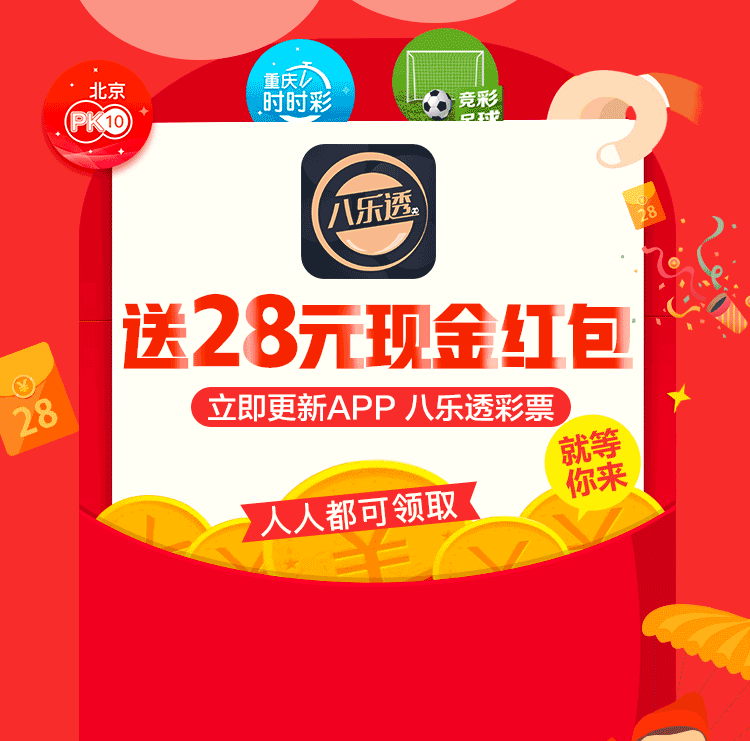 北京
PK10
重庆
时时彩
竞彩
足球
八乐透
28
送28元现金红包
立即更新APP 八乐透彩票
28
就等
你来
人人都可领取
¥